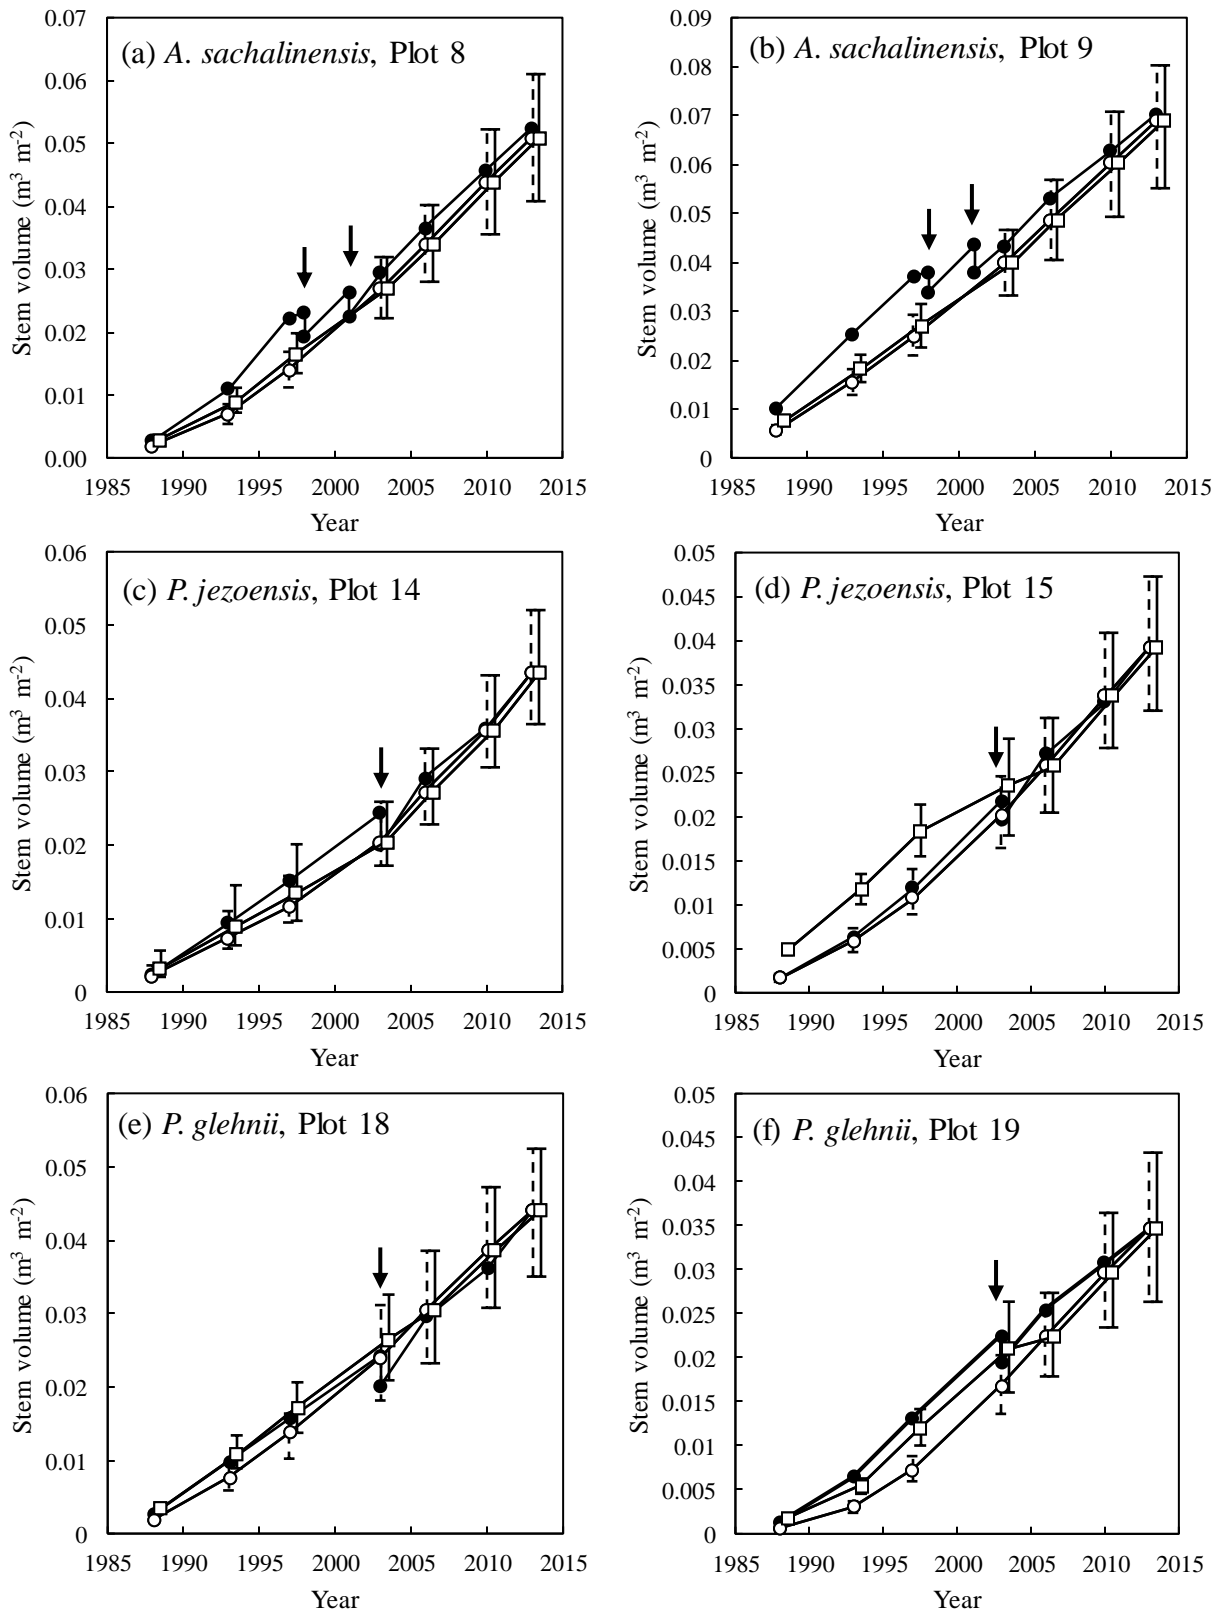 (a) A. sachalinensis, Plot 8
Stem volume (m³ m⁻²)
0.07
0.06
0.05
0.04
0.03
0.02
0.01
0.00
1985 1990 1995 2000 2005 2010 2015
Year
(b) A. sachalinensis, Plot 9
Stem volume (m³ m⁻²)
0.09
0.08
0.07
0.06
0.05
0.04
0.03
0.02
0.01
0
1985 1990 1995 2000 2005 2010 2015
Year
(c) P. jezoensis, Plot 14
Stem volume (m³ m⁻²)
0.06
0.05
0.04
0.03
0.02
0.01
0
1985 1990 1995 2000 2005 2010 2015
Year
(d) P. jezoensis, Plot 15
Stem volume (m³ m⁻²)
0.05
0.045
0.04
0.035
0.03
0.025
0.02
0.015
0.01
0.005
0
1985 1990 1995 2000 2005 2010 2015
Year
(e) P. glehnii, Plot 18
Stem volume (m³ m⁻²)
0.06
0.05
0.04
0.03
0.02
0.01
0
1985 1990 1995 2000 2005 2010 2015
Year
(f) P. glehnii, Plot 19
Stem volume (m³ m⁻²)
0.05
0.045
0.04
0.035
0.03
0.025
0.02
0.015
0.01
0.005
0
1985 1990 1995 2000 2005 2010 2015
Year